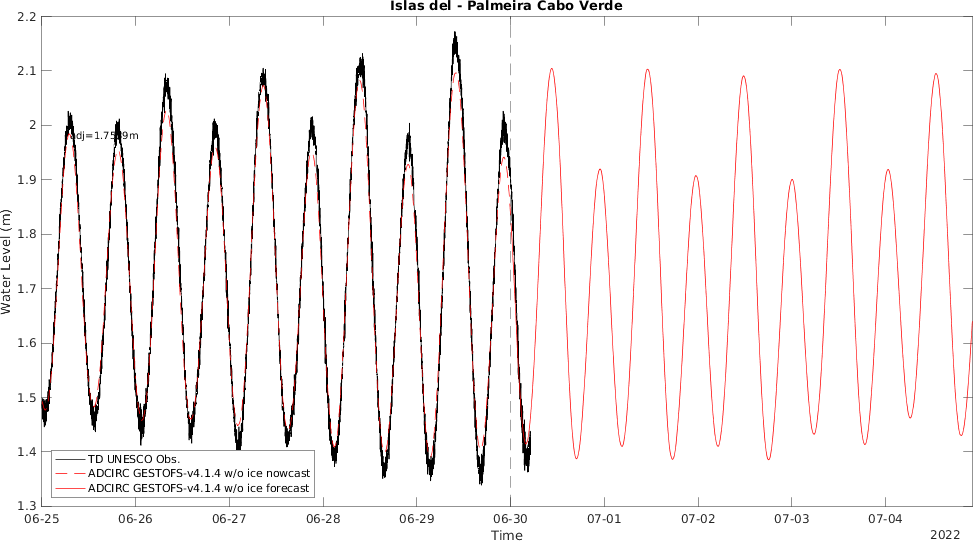 Islas del - Palmeira Cabo Verde
2.2
2.1
2
1.9
1.8
1.7
1.6
1.5
1.4
1.3
Water Level (m)
TD UNESCO Obs.
ADCIRC GESTOFS-v4.1.4 w/o ice nowcast
ADCIRC GESTOFS-v4.1.4 w/o ice forecast
06-25 06-26 06-27 06-28 06-29 06-30 07-01 07-02 07-03 07-04
Time
2022